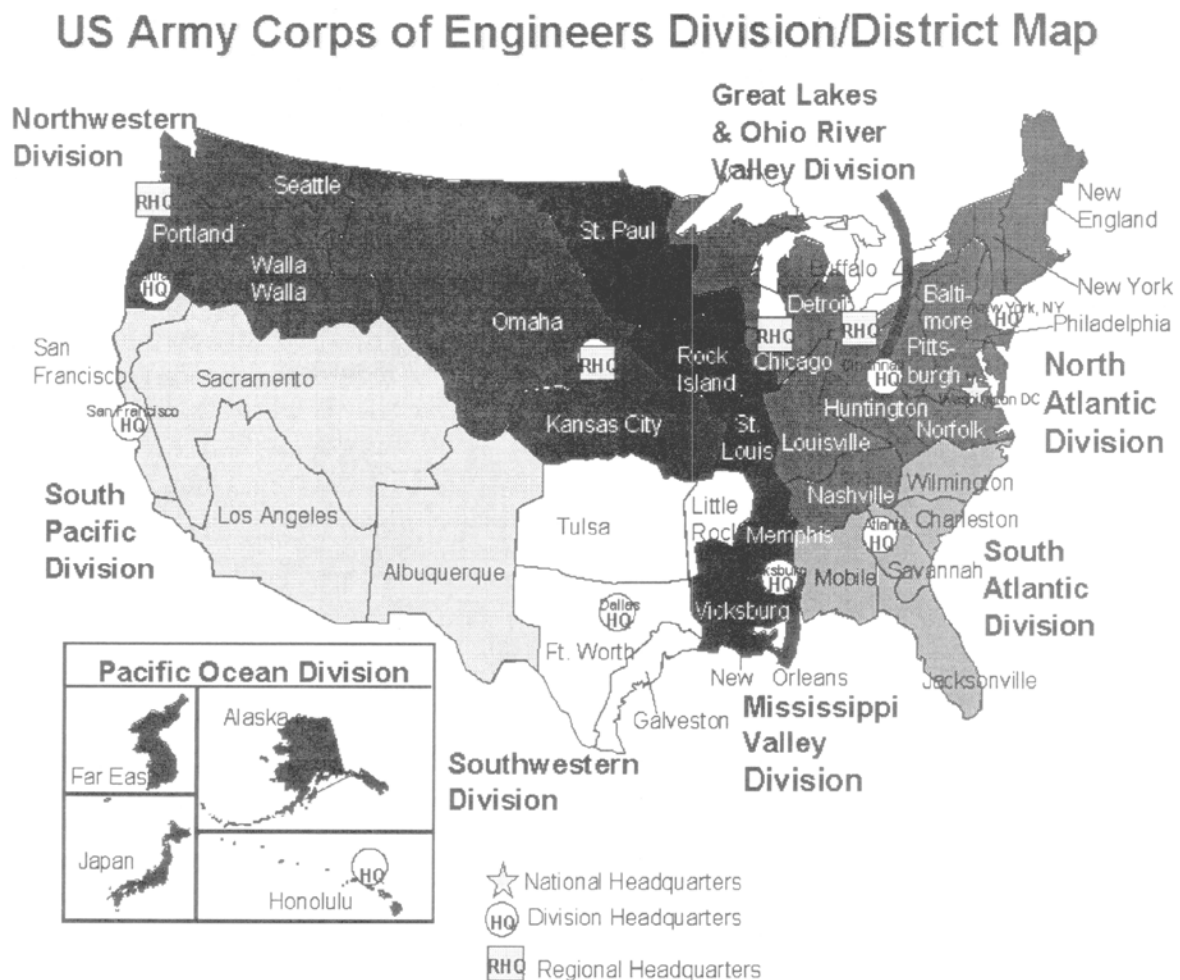 US Army Corps of Engineers Division/District Map
Great Lakes
& Ohio River
Valley Division
Northwestern
Division
Seattle
RHQ
Portland
St. Paul
New
England
Walla
Walla
HQ
Buffalo
Detroit
Balti-
more
New York
New York, NY
HQ
Philadelphia
Omaha
RHQ
RHQ
RHQ
Chicago
Rock
Island
Pitts-
burgh
HQ
San
Francisco
Sacramento
North
Atlantic
Division
Washington DC
San Francisco
HQ
Kansas City
St.
Louis
Huntington
Norfolk
Louisville
South
Pacific
Division
Los Angeles
Nashville
Wilmington
Tulsa
Little
Rock
Memphis
Atlanta
HQ
Charleston
Albuquerque
HQ
Mobile
Savannah
South
Atlantic
Division
Dallas
HQ
Vicksburg
Ft. Worth
New Orleans
Jacksonville
Galveston
Mississippi
Valley
Division
Southwestern
Division
Pacific Ocean Division
Alaska
Far East
Japan
HQ
Honolulu
National Headquarters
HQ Division Headquarters
RHQ Regional Headquarters